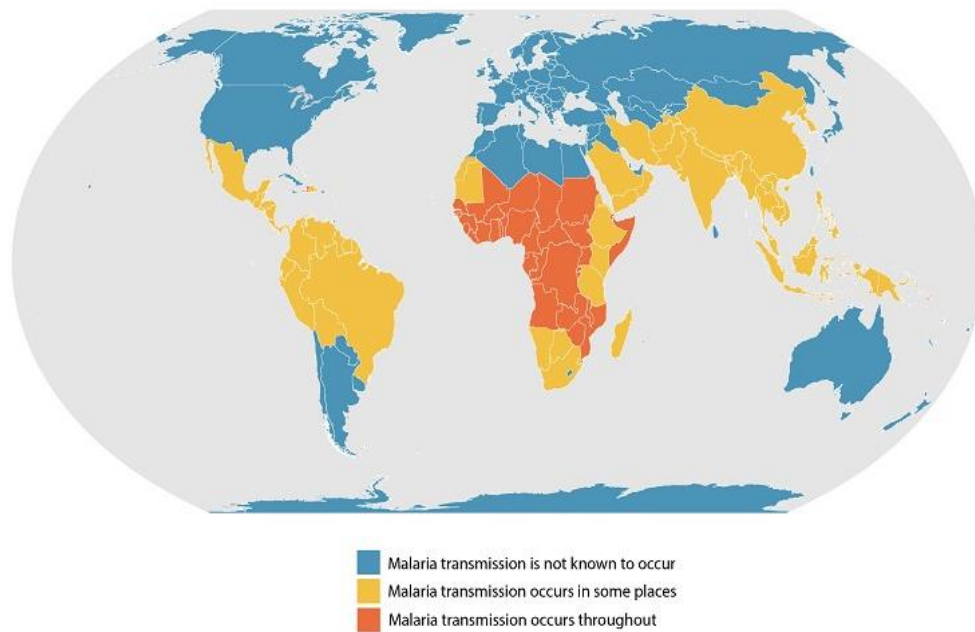 Malaria transmission is not known to occur
Malaria transmission occurs in some places
Malaria transmission occurs throughout